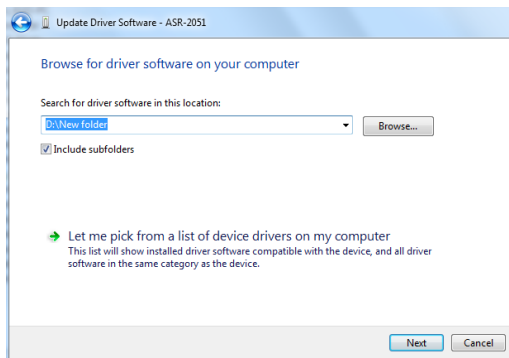 Update Driver Software - ASR-2051
Browse for driver software on your computer
Search for driver software in this location:
D:\New folder
Browse...
Include subfolders
Let me pick from a list of device drivers on my computer
This list will show installed driver software compatible with the device, and all driver
software in the same category as the device.
Next
Cancel